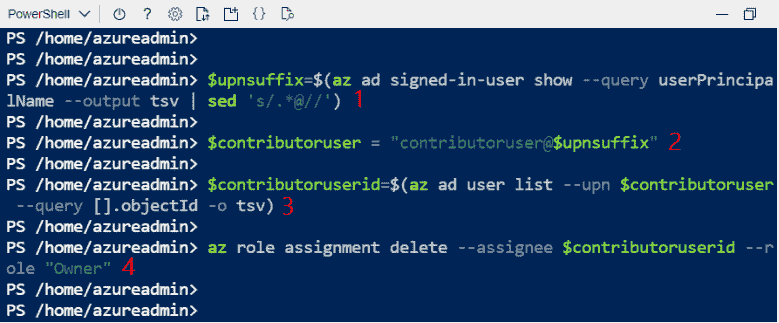 PowerShell
PS /home/azureadmin>
PS /home/azureadmin>
PS /home/azureadmin> $upnsuffix=$(az ad signed-in-user show --query userPrincipa
lName --output tsv | sed 's/.*@//') 1
PS /home/azureadmin>
PS /home/azureadmin> $contributoruser = "contributoruser@$upnsuffix" 2
PS /home/azureadmin>
PS /home/azureadmin> $contributoruserid=$(az ad user list --upn $contributoruser
--query [].objectId -o tsv) 3
PS /home/azureadmin>
PS /home/azureadmin> az role assignment delete --assignee $contributoruserid --r
ole "Owner" 4
PS /home/azureadmin>
PS /home/azureadmin>